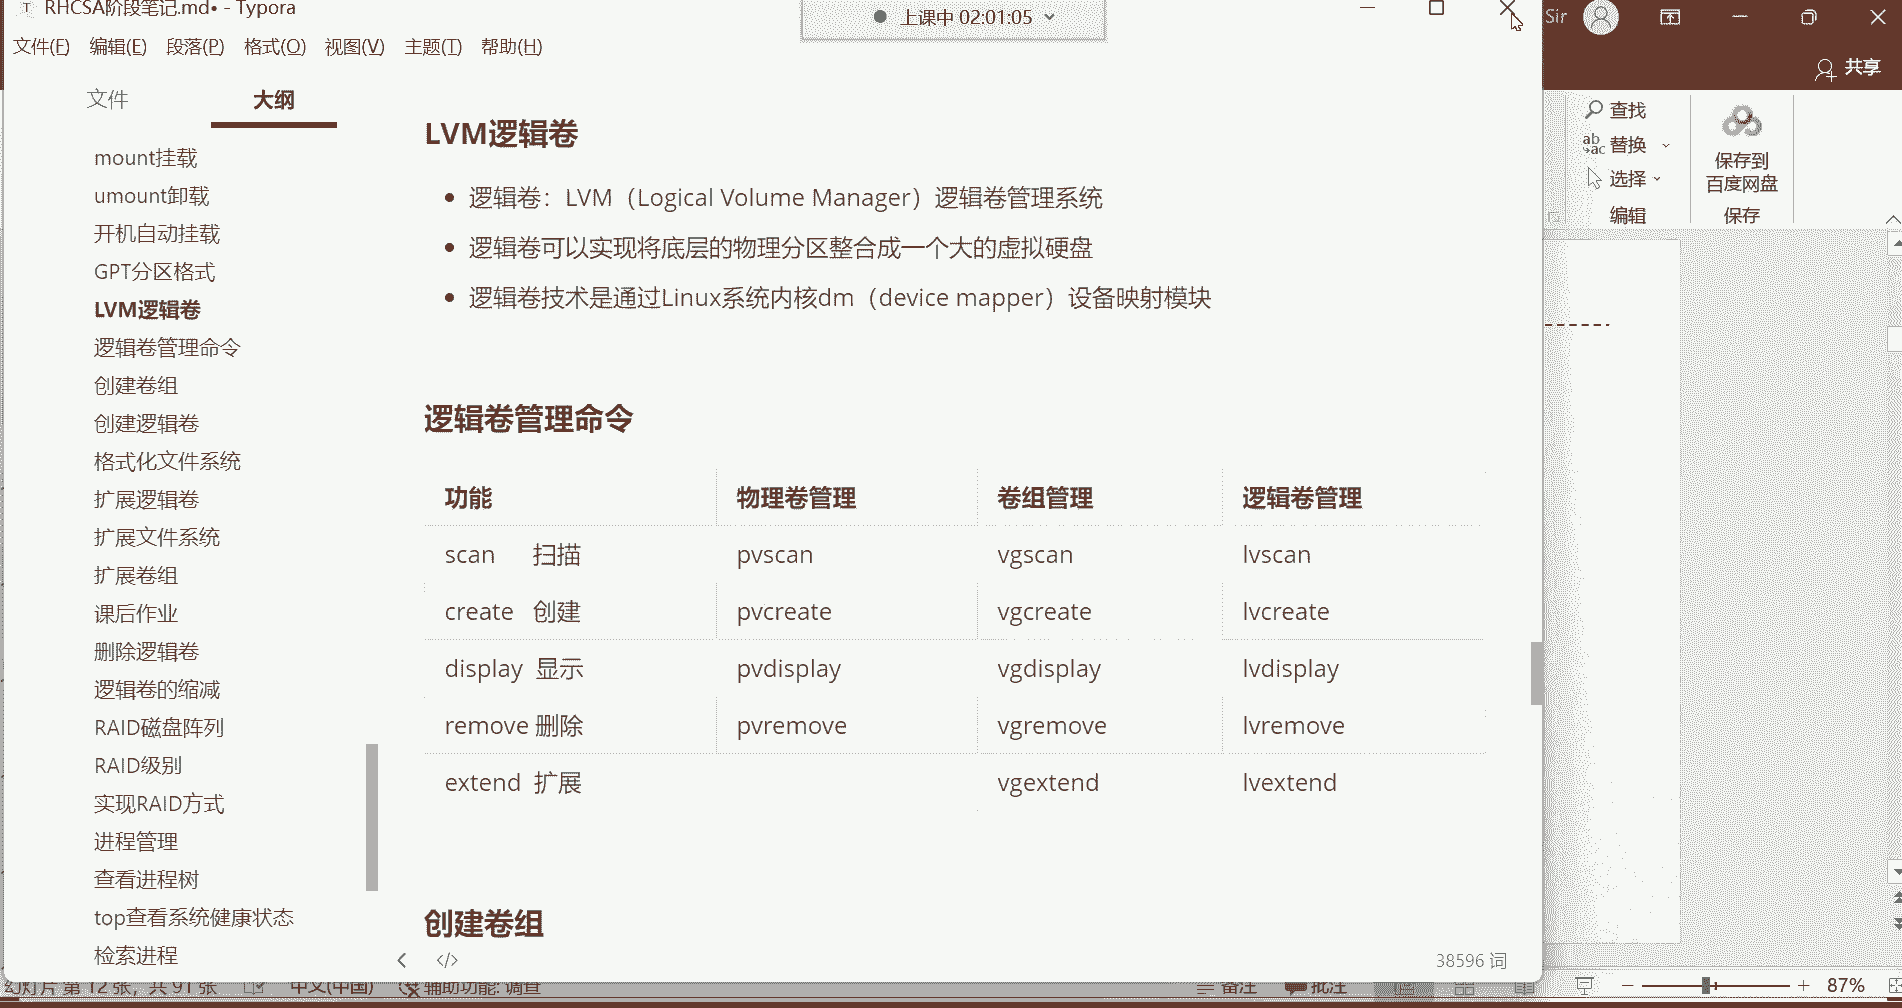 RHCSA阶段笔记.md• - Typora
上课中 02:01:05
Sir
文件(F) 编辑(E) 段落(P) 格式(O) 视图(V) 主题(T) 帮助(H)
共享
文件 大纲
mount挂载
umount卸载
开机自动挂载
GPT分区格式
LVM逻辑卷
逻辑卷管理命令
创建卷组
创建逻辑卷
格式化文件系统
扩展逻辑卷
扩展文件系统
扩展卷组
课后作业
删除逻辑卷
逻辑卷的缩减
RAID磁盘阵列
RAID级别
实现RAID方式
进程管理
查看进程树
top查看系统健康状态
检索进程
LVM逻辑卷
逻辑卷：LVM（Logical Volume Manager）逻辑卷管理系统
逻辑卷可以实现将底层的物理分区整合成一个大的虚拟硬盘
逻辑卷技术是通过Linux系统内核dm（device mapper）设备映射模块
逻辑卷管理命令
功能 物理卷管理 卷组管理 逻辑卷管理
scan 扫描 pvscan vgscan lvscan
create 创建 pvcreate vgcreate lvcreate
display 显示 pvdisplay vgdisplay lvdisplay
remove 删除 pvremove vgremove lvremove
extend 扩展 vgextend lvextend
创建卷组
38596 词
查找
替换
选择
编辑
保存到
百度网盘
保存
幻灯片 第 12 张，共 91 张 中文(中国) 辅助功能: 调查 备注 批注 87%